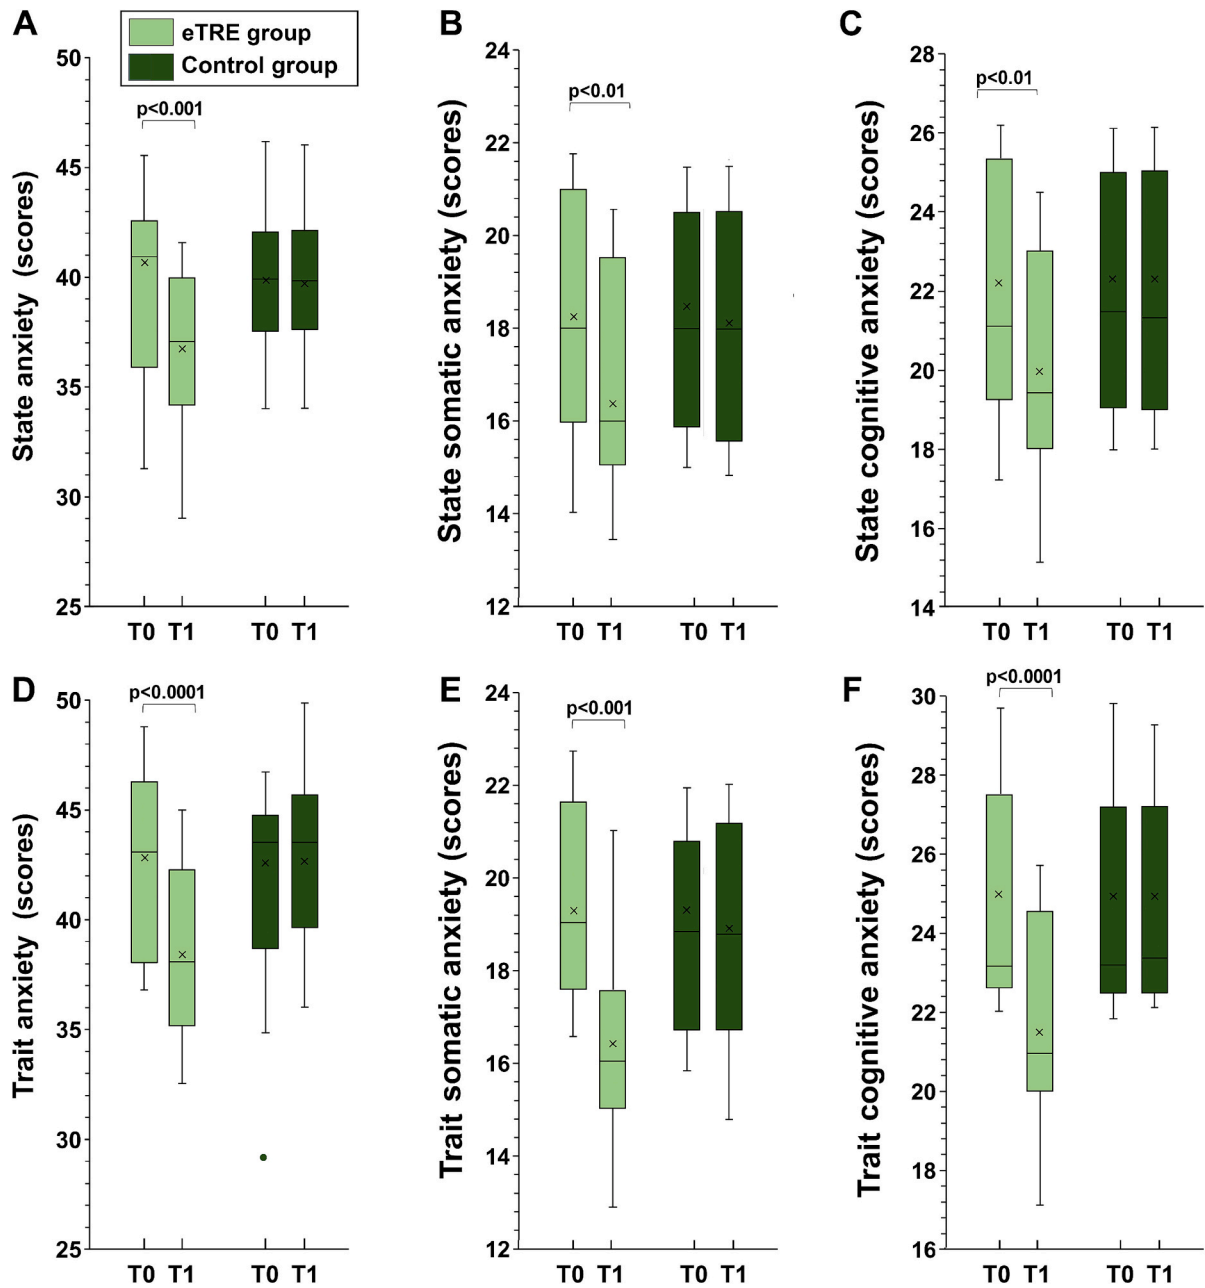 A
eTRE group
Control group
p<0.001
State anxiety (scores)
50
45
40
35
30
25
T0 T1 T0 T1
B
p<0.01
State somatic anxiety (scores)
24
22
20
18
16
14
12
T0 T1 T0 T1
C
p<0.01
State cognitive anxiety (scores)
28
26
24
22
20
18
16
14
T0 T1 T0 T1
D
p<0.0001
Trait anxiety (scores)
50
45
40
35
30
25
T0 T1 T0 T1
E
p<0.001
Trait somatic anxiety (scores)
24
22
20
18
16
14
12
T0 T1 T0 T1
F
p<0.0001
Trait cognitive anxiety (scores)
30
28
26
24
22
20
18
16
T0 T1 T0 T1